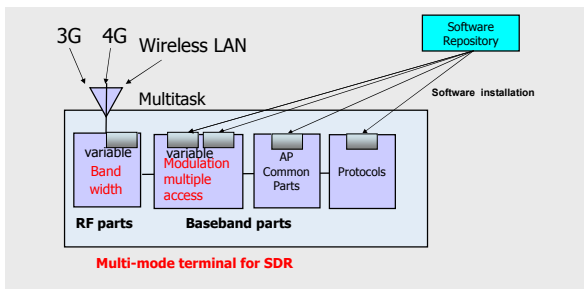 Software
Repository
3G 4G Wireless LAN
Software installation
Multitask
variable
Band
width
variable
Modulation
multiple
access
AP
Common
Parts
Protocols
RF parts
Baseband parts
Multi-mode terminal for SDR